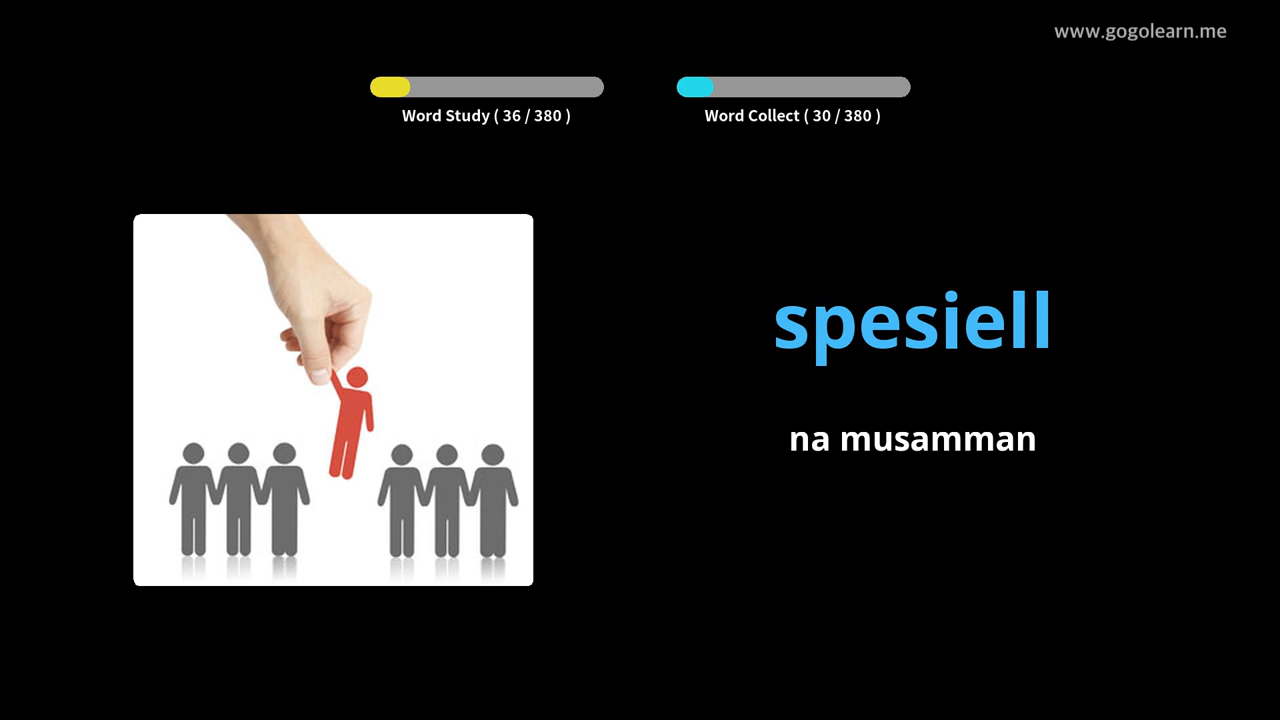 www.gogolearn.me
Word Study ( 36 / 380 )
Word Collect ( 30 / 380 )
spesiell
na musamman